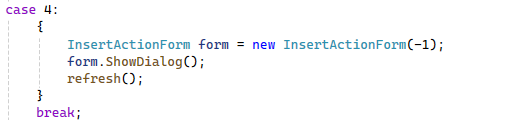 case 4:
{
InsertActionForm form = new InsertActionForm(-1);
form.ShowDialog();
refresh();
}
break;